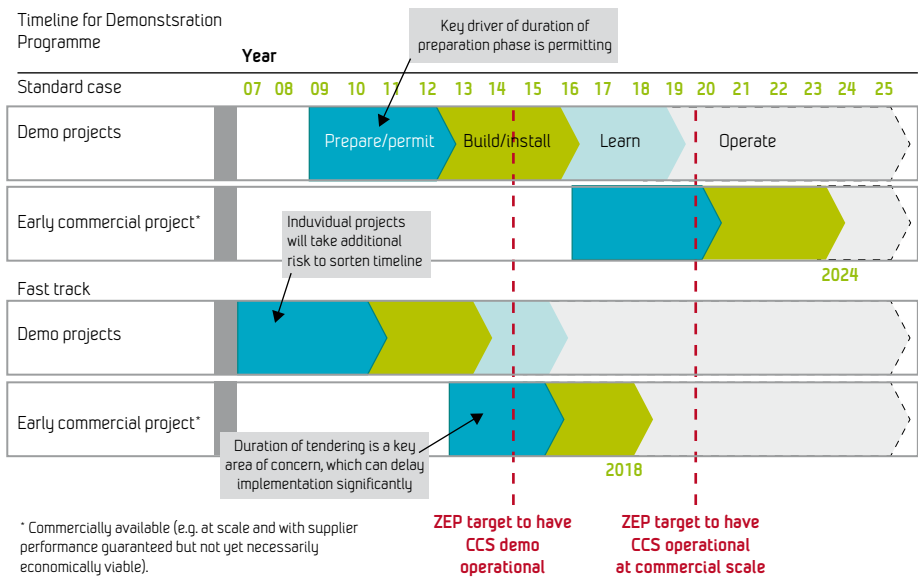 Timeline for Demonstsration
Programme
Year
Key driver of duration of
preparation phase is permitting
Standard case
07 08 09 10 11 12 13 14 15 16 17 18 19 20 21 22 23 24 25
Demo projects
Prepare/permit
Build/install
Learn
Operate
Early commercial project*
Induvidual projects
will take additional
risk to sorten timeline
2024
Fast track
Demo projects
Early commercial project*
Duration of tendering is a key
area of concern, which can delay
implementation significantly
2018
* Commercially available (e.g. at scale and with supplier
performance guaranteed but not yet necessarily
economically viable).
ZEP target to have
CCS demo
operational
ZEP target to have
CCS operational
at commercial scale